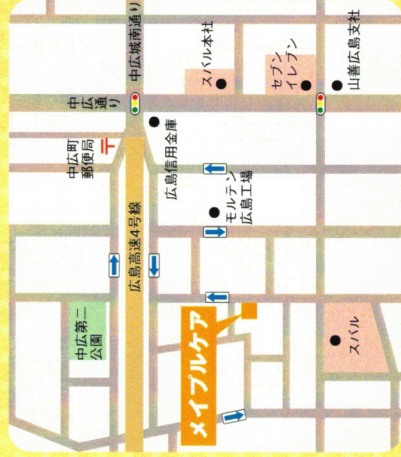 中広城南通り
中広
通り
スバル本社
セブン
イレブン
山善広島支社
中広町
郵便局
〒
広島信用金庫
広島高速4号線
モルテン
広島工場
中広第二
公園
メイプルケア
スバル